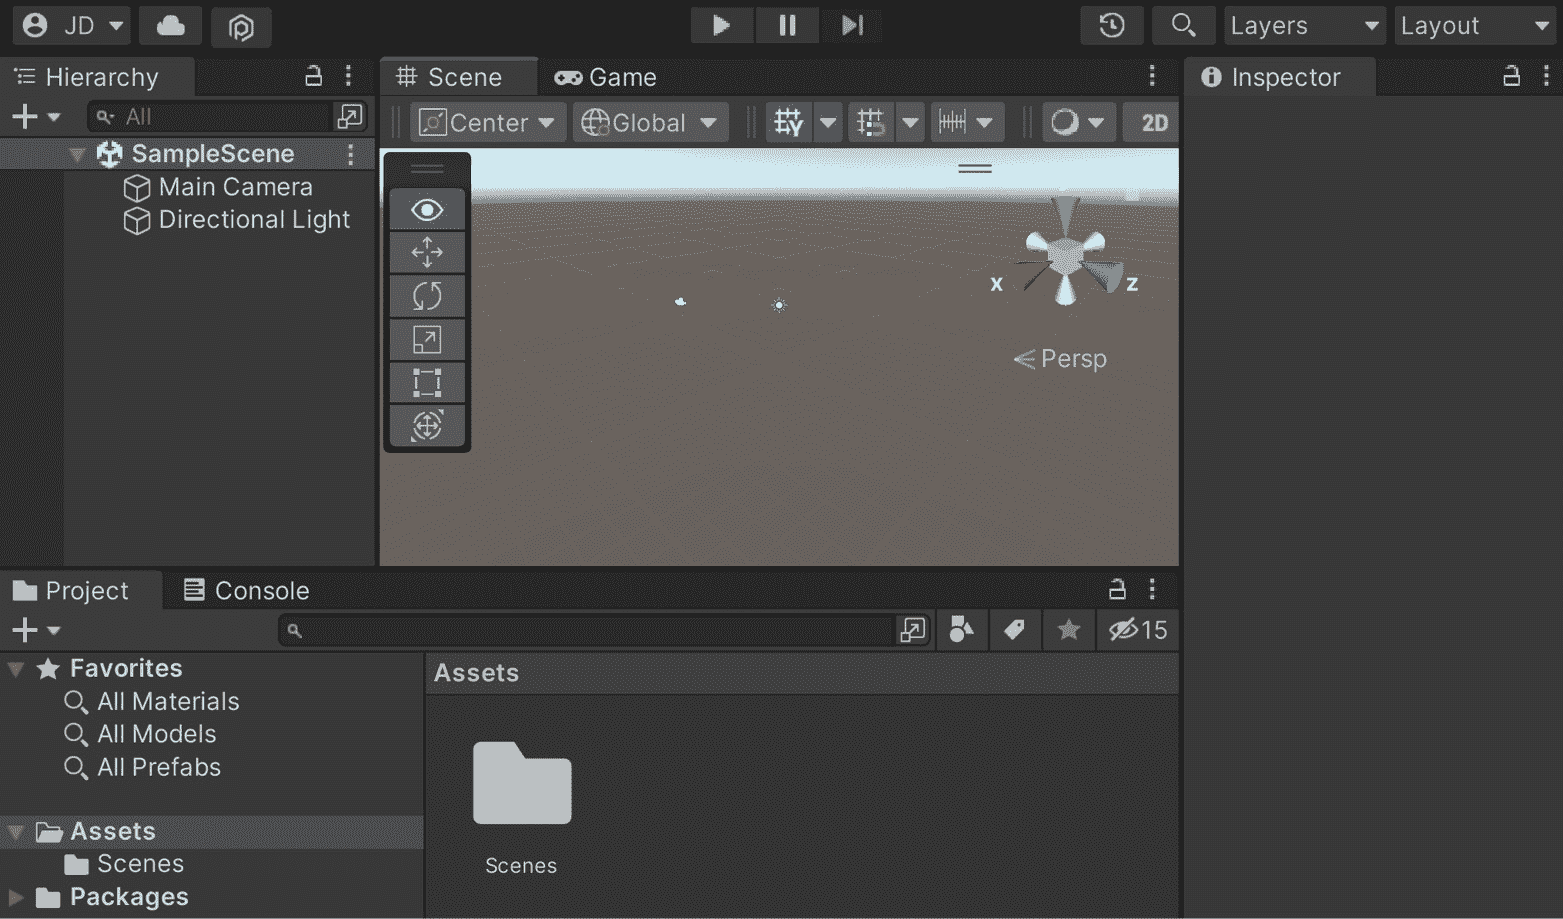 JD
Layers
Layout
Hierarchy
Scene
Game
Inspector
All
Center
Global
2D
SampleScene
Main Camera
Directional Light
x
z
Persp
Project
Console
15
Favorites
All Materials
All Models
All Prefabs
Assets
Scenes
Packages
Assets
Scenes